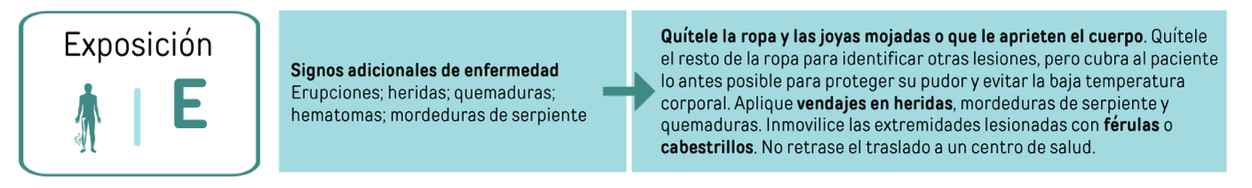 Exposición
E
Signos adicionales de enfermedad
Erupciones; heridas; quemaduras;
hematomas; mordeduras de serpiente
Quítele la ropa y las joyas mojadas o que le aprieten el cuerpo. Quítele
el resto de la ropa para identificar otras lesiones, pero cubra al paciente
lo antes posible para proteger su pudor y evitar la baja temperatura
corporal. Aplique vendajes en heridas, mordeduras de serpiente y
quemaduras. Inmovilice las extremidades lesionadas con férulas o
cabestrillos. No retrase el traslado a un centro de salud.